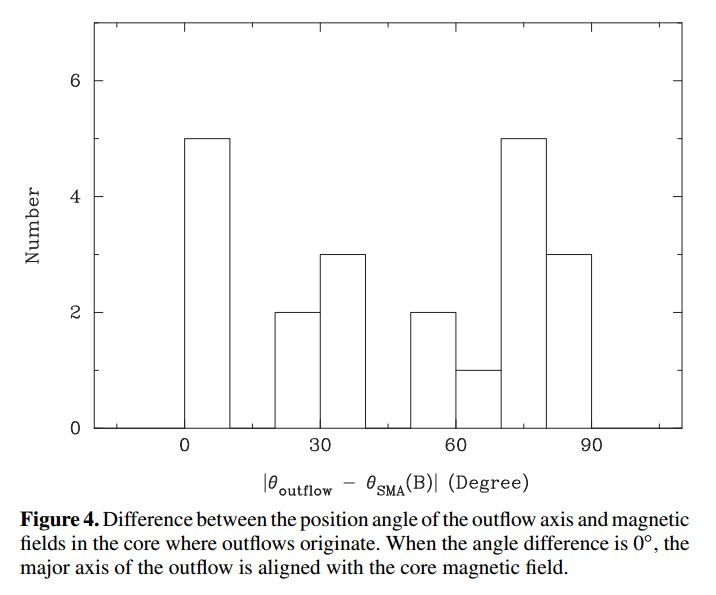 6
4
2
0
Number
0 30 60 90
|θoutflow − θSMA(B)| (Degree)
Figure 4. Difference between the position angle of the outflow axis and magnetic
fields in the core where outflows originate. When the angle difference is 0°, the
major axis of the outflow is aligned with the core magnetic field.